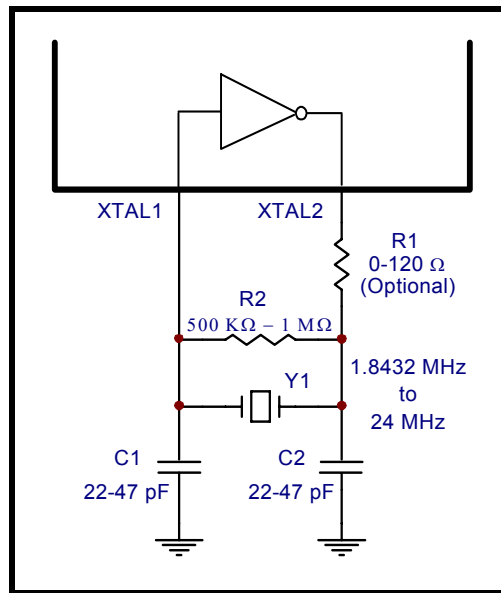 XTAL1
XTAL2
R1
0-120 Ω
(Optional)
R2
500 KΩ – 1 MΩ
Y1
1.8432 MHz
to
24 MHz
C1
22-47 pF
C2
22-47 pF